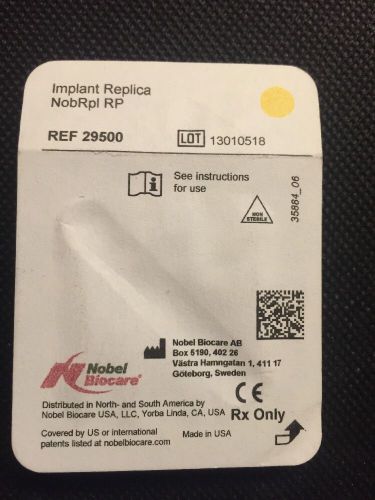 Implant Replica
NobRpl RP
REF 29500
LOT 13010518
See instructions
for use
NON
STERILE
35884_06
Nobel
Biocare®
Nobel Biocare AB
Box 5190, 402 26
Västra Hamngatan 1, 411 17
Göteborg, Sweden
Distributed in North- and South America by
Nobel Biocare USA, LLC, Yorba Linda, CA, USA
CE
Rx Only
Covered by US or international
patents listed at nobelbiocare.com
Made in USA